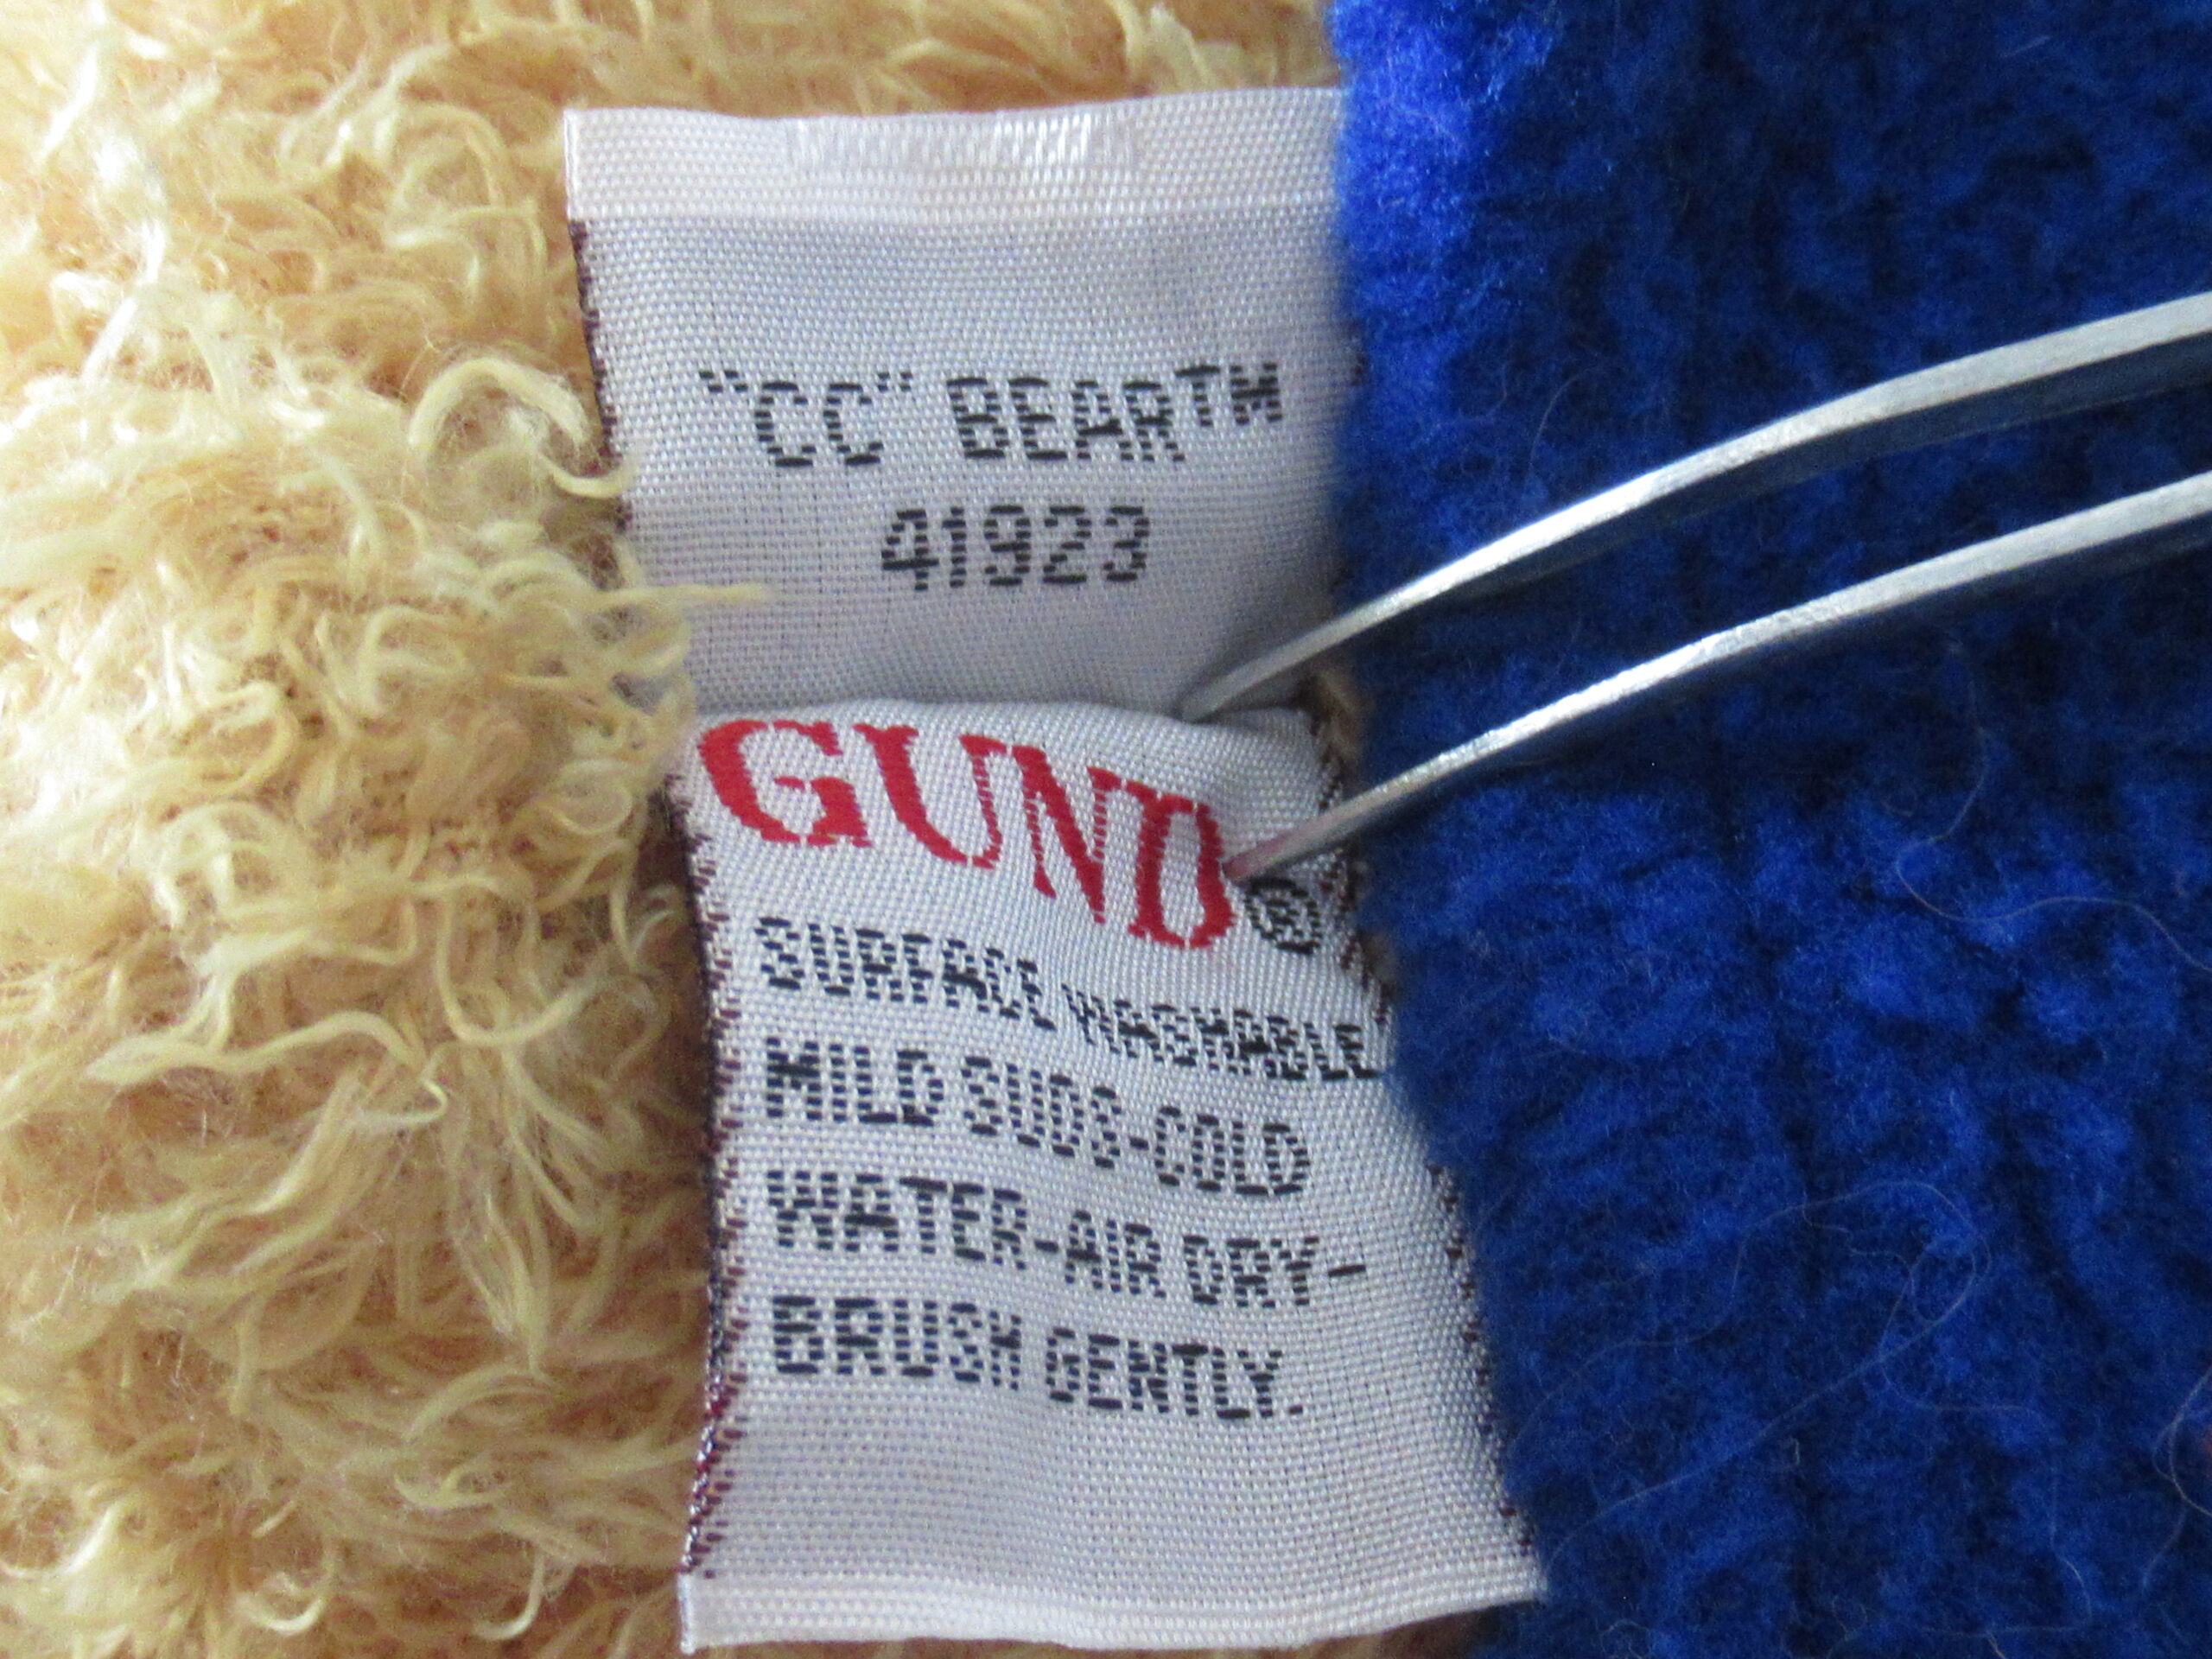 "CC" BEAR™
41923
GUND®
SURFACE WASHABLE
MILD SUDS-COLD
WATER-AIR DRY-
BRUSH GENTLY.